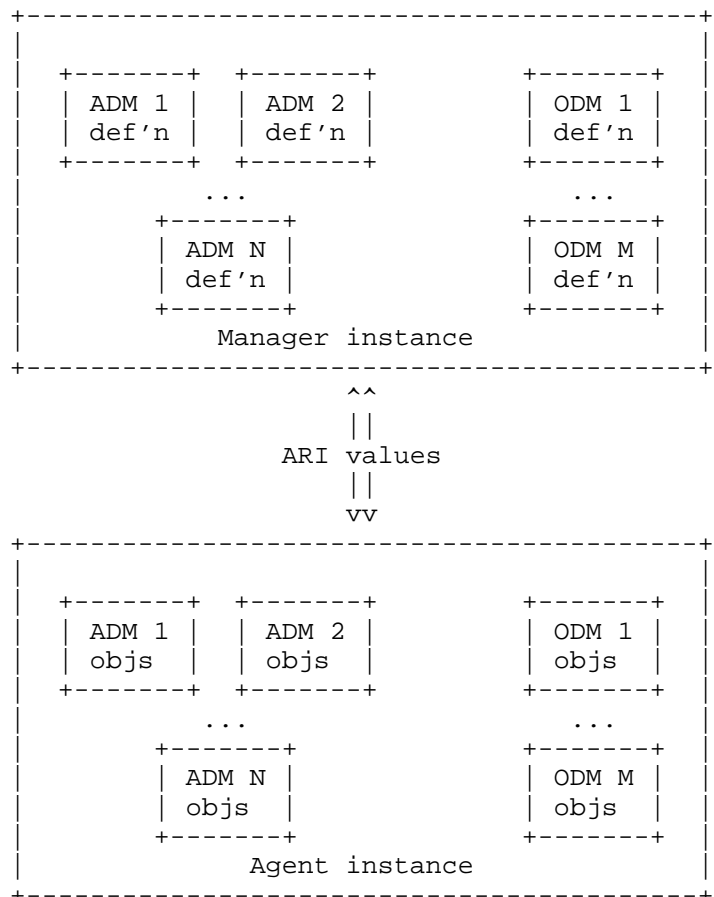 ADM 1 ADM 2 ODM 1
def'n def'n def'n
... ...
ADM N ODM M
def'n def'n
Manager instance
^^
||
ARI values
||
vv
ADM 1 ADM 2 ODM 1
objs objs objs
... ...
ADM N ODM M
objs objs
Agent instance